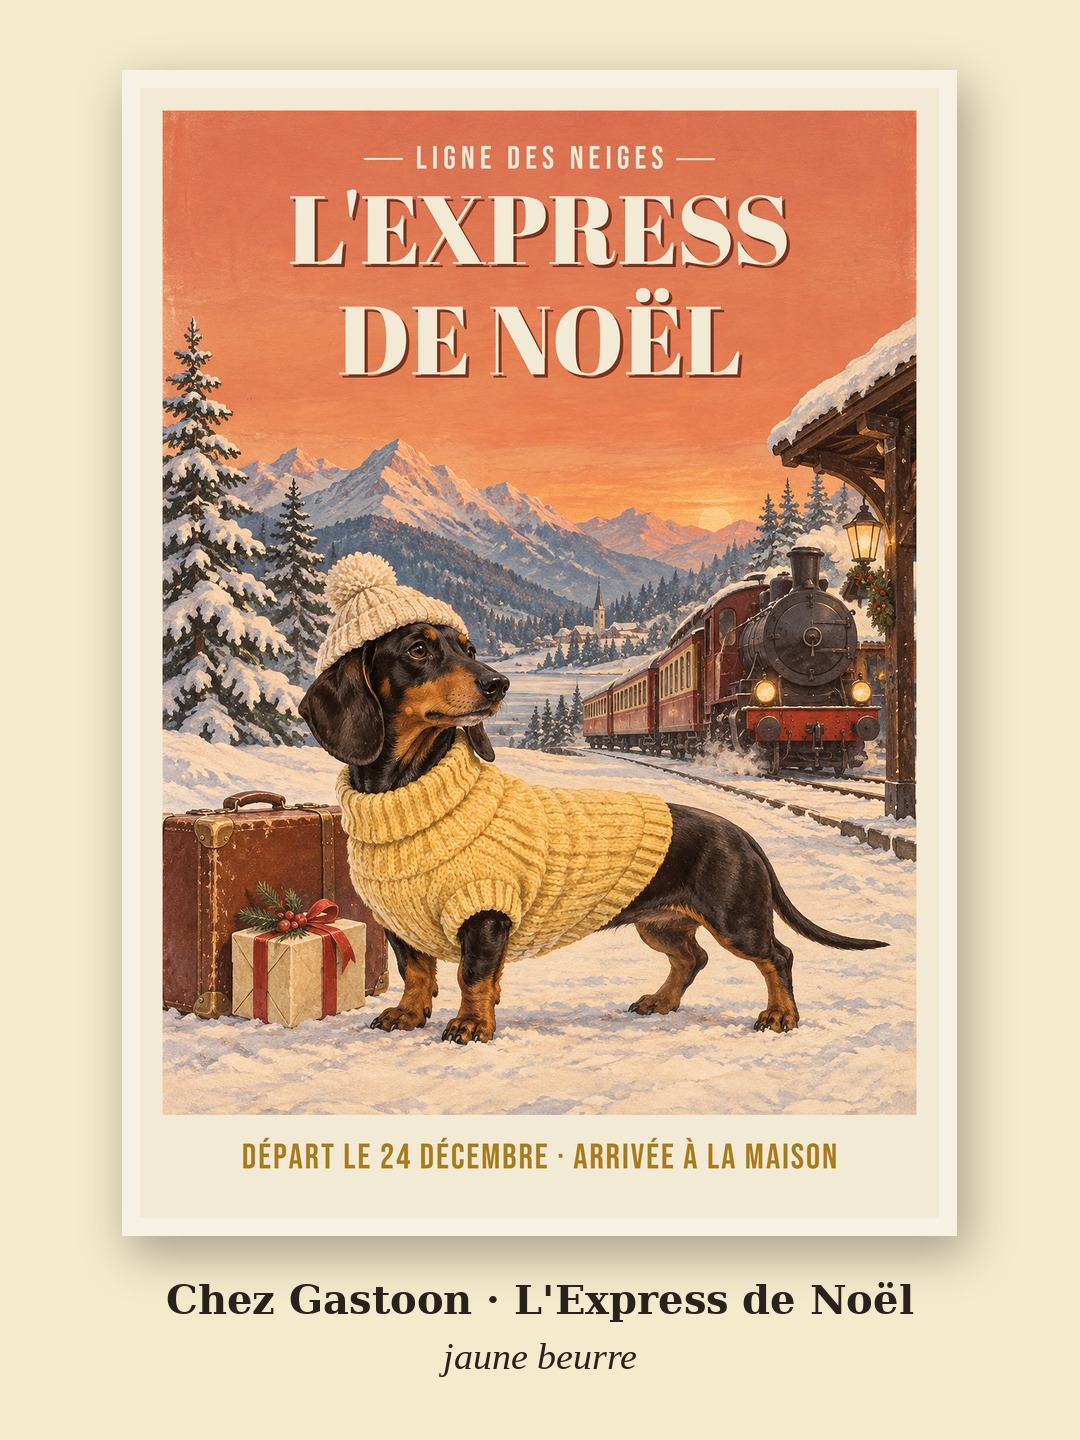 LIGNE DES NEIGES
L'EXPRESS
DE NOËL
DÉPART LE 24 DÉCEMBRE · ARRIVÉE À LA MAISON
Chez Gastoon · L'Express de Noël
jaune beurre